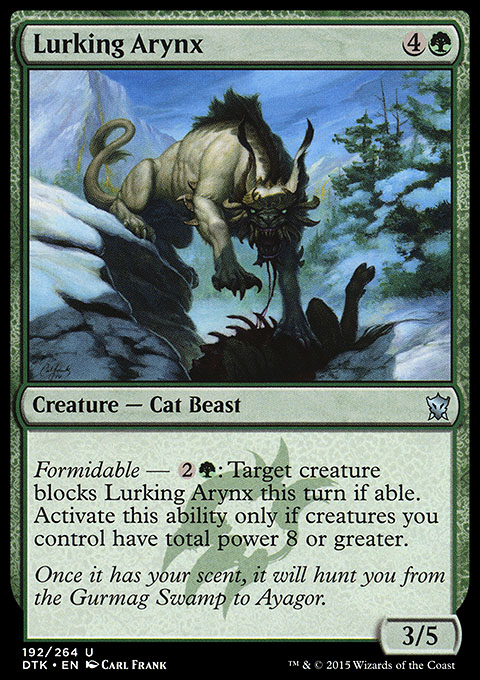 Lurking Arynx 4
Creature — Cat Beast
Formidable — 2 : Target creature
blocks Lurking Arynx this turn if able.
Activate this ability only if creatures you
control have total power 8 or greater.
Once it has your scent, it will hunt you from
the Gurmag Swamp to Ayagor.
3/5
192/264 U
DTK • EN Carl Frank
™ & © 2015 Wizards of the Coast